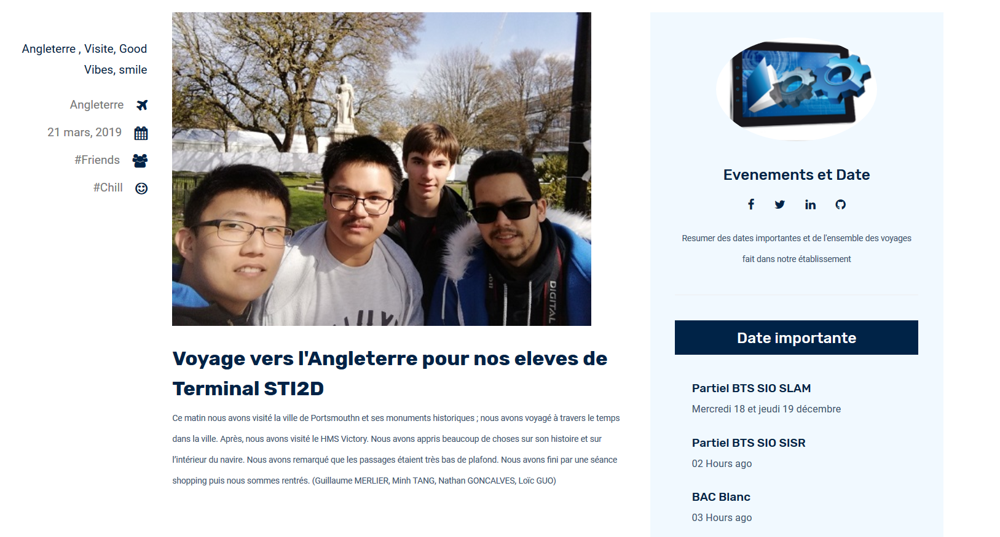 Angleterre , Visite, Good
Vibes, smile
Angleterre
21 mars, 2019
#Friends
#Chill
DIGITAL
Voyage vers l'Angleterre pour nos eleves de
Terminal STI2D
Ce matin nous avons visité la ville de Portsmouthn et ses monuments historiques ; nous avons voyagé à travers le temps
dans la ville. Après, nous avons visité le HMS Victory. Nous avons appris beaucoup de choses sur son histoire et sur
l’intérieur du navire. Nous avons remarqué que les passages étaient très bas de plafond. Nous avons fini par une séance
shopping puis nous sommes rentrés. (Guillaume MERLIER, Minh TANG, Nathan GONCALVES, Loïc GUO)
Evenements et Date
Resumer des dates importantes et de l'ensemble des voyages
fait dans notre établissement
Date importante
Partiel BTS SIO SLAM
Mercredi 18 et jeudi 19 décembre
Partiel BTS SIO SISR
02 Hours ago
BAC Blanc
03 Hours ago